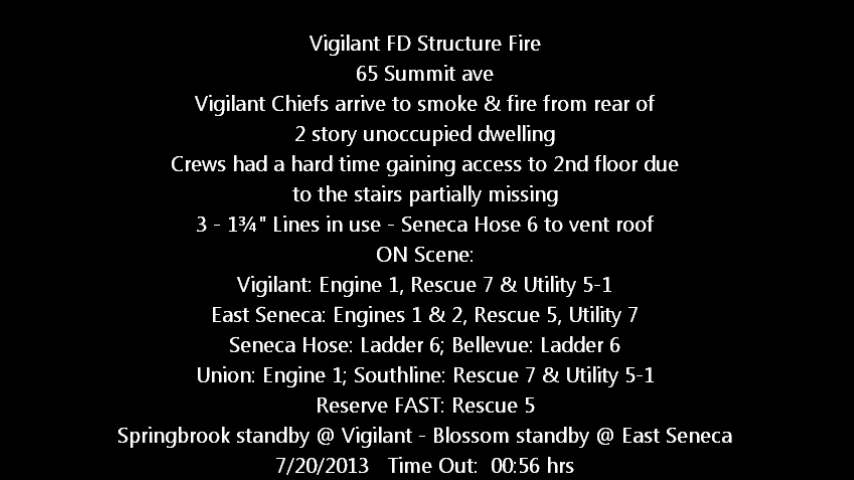 Vigilant FD Structure Fire
65 Summit ave
Vigilant Chiefs arrive to smoke & fire from rear of
2 story unoccupied dwelling
Crews had a hard time gaining access to 2nd floor due
to the stairs partially missing
3 - 1¾" Lines in use - Seneca Hose 6 to vent roof
ON Scene:
Vigilant: Engine 1, Rescue 7 & Utility 5-1
East Seneca: Engines 1 & 2, Rescue 5, Utility 7
Seneca Hose: Ladder 6; Bellevue: Ladder 6
Union: Engine 1; Southline: Rescue 7 & Utility 5-1
Reserve FAST: Rescue 5
Springbrook standby @ Vigilant - Blossom standby @ East Seneca
7/20/2013 Time Out: 00:56 hrs